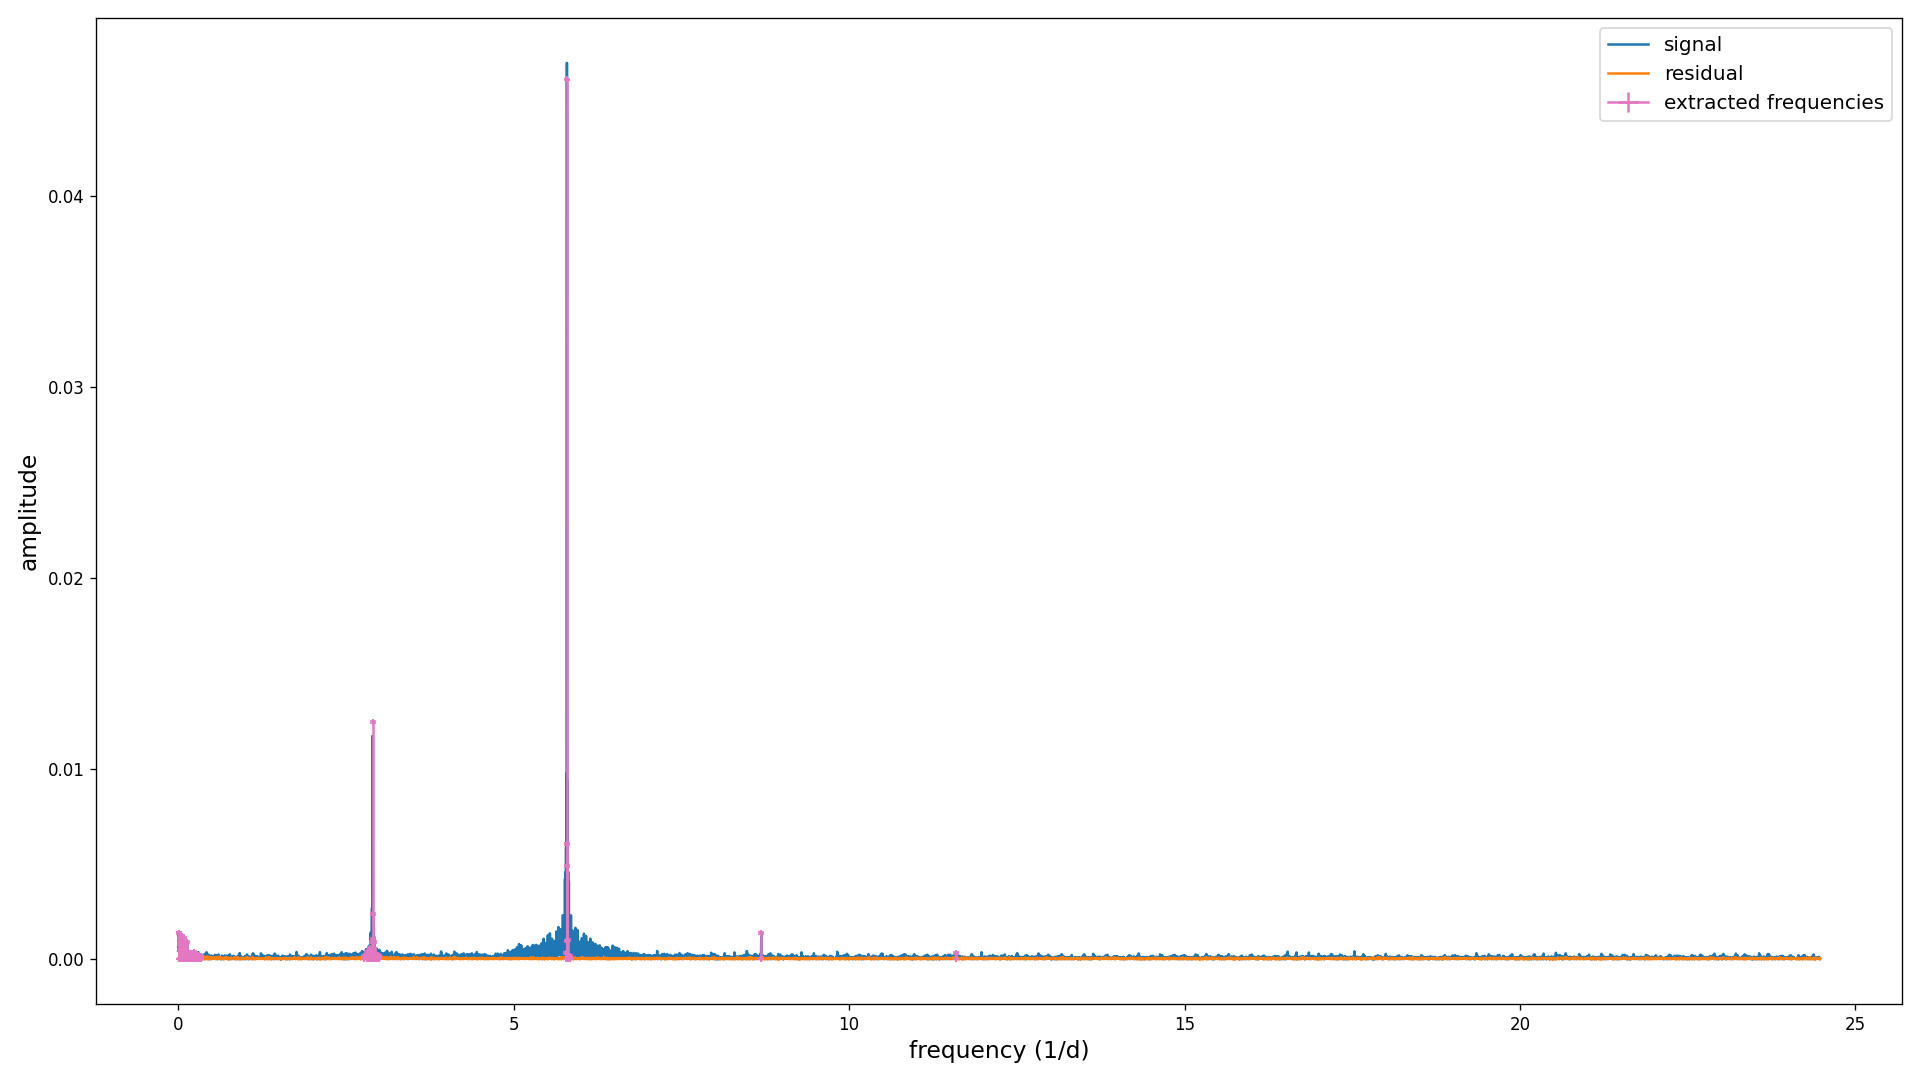 signal
residual
extracted frequencies
0.04
0.03
0.02
0.01
0.00
amplitude
0 5 10 15 20 25
frequency (1/d)